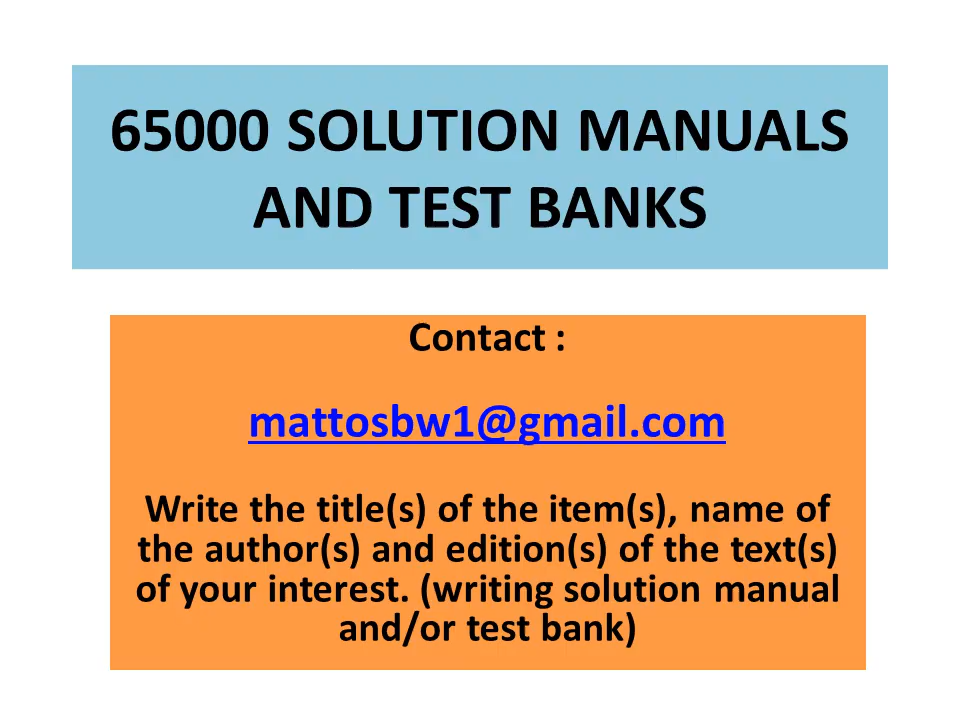 65000 SOLUTION MANUALS
AND TEST BANKS
Contact :
mattosbw1@gmail.com
Write the title(s) of the item(s), name of
the author(s) and edition(s) of the text(s)
of your interest. (writing solution manual
and/or test bank)